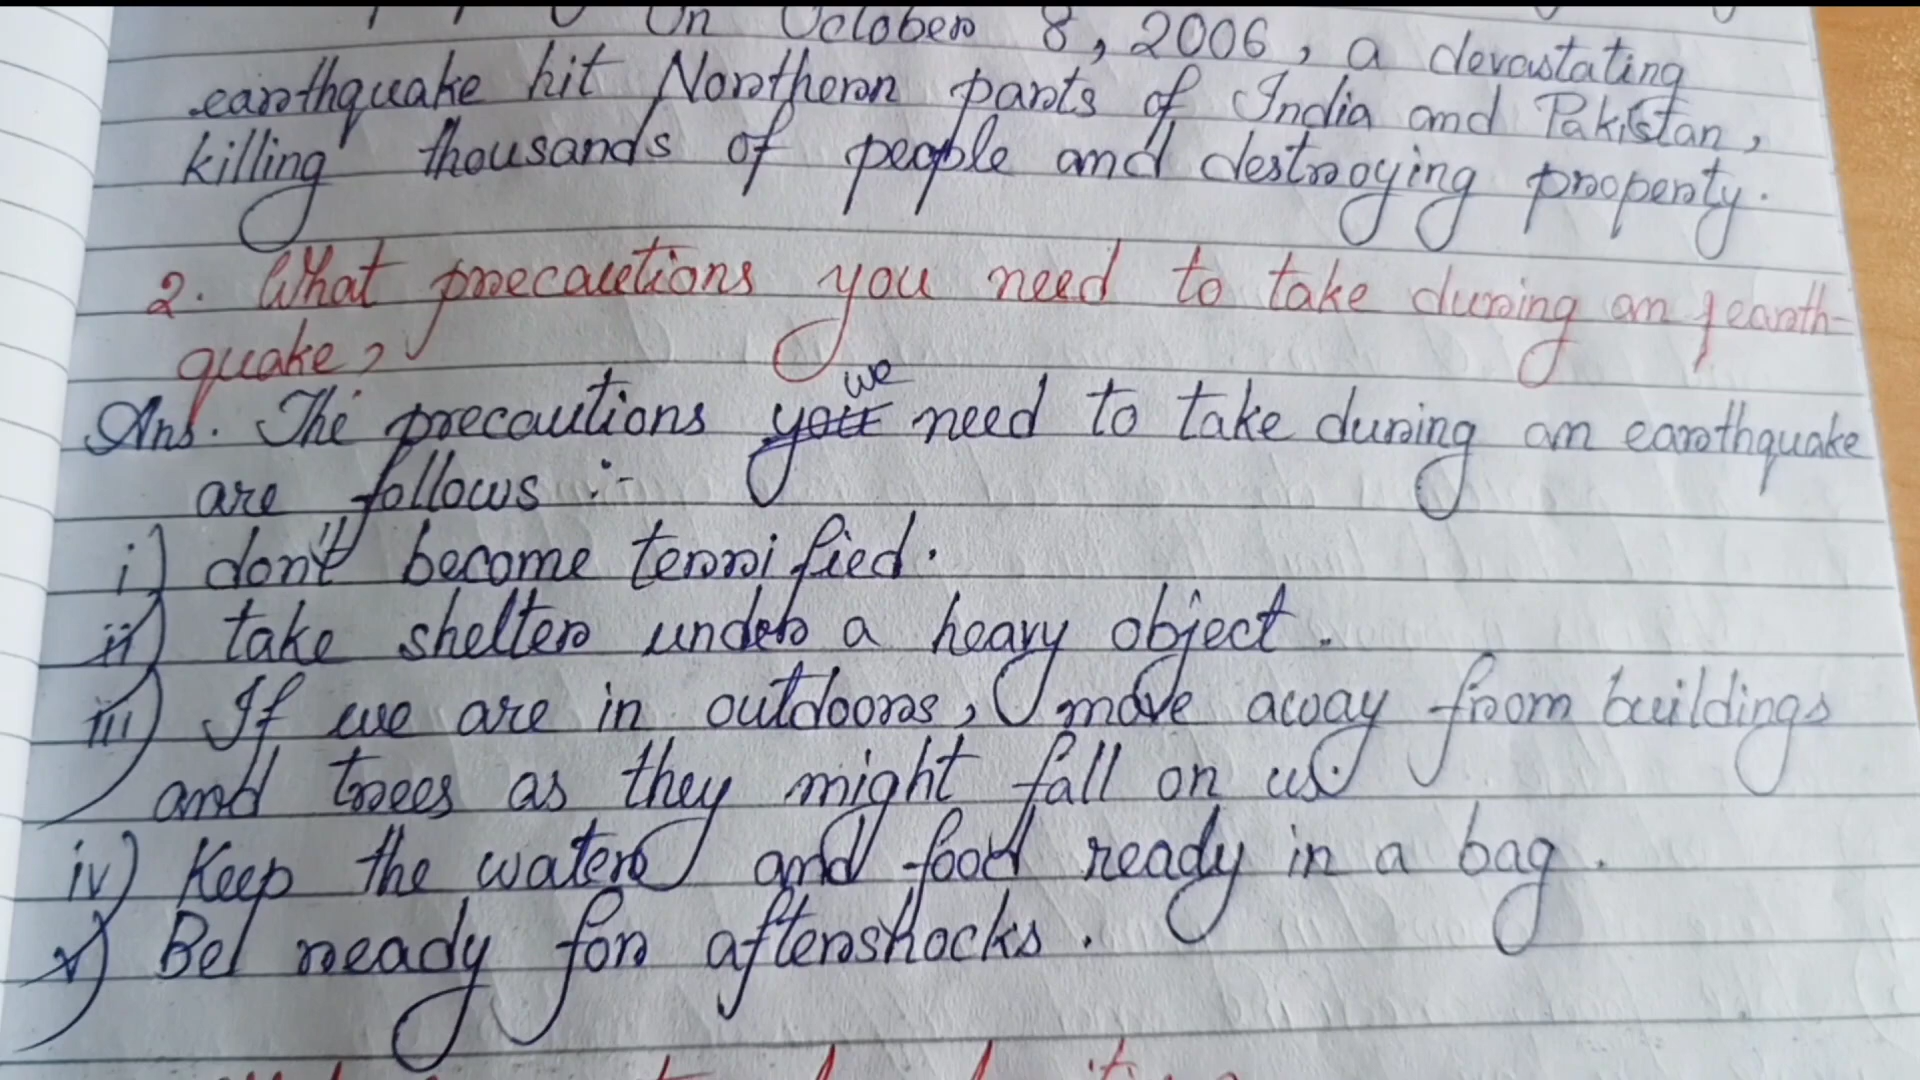 On October 8, 2006, a devastating
earthquake hit Northern parts of India and Pakistan,
killing thousands of people and destroying property.
2. What precautions you need to take during an earth-
quake?
Ans. The precautions we need to take during an earthquake
are follows :-
i) don't become terrified.
ii) take shelter under a heavy object.
iii) If we are in outdoors, move away from buildings
and trees as they might fall on us.
iv) Keep the water and food ready in a bag.
v) Be ready for aftershocks.